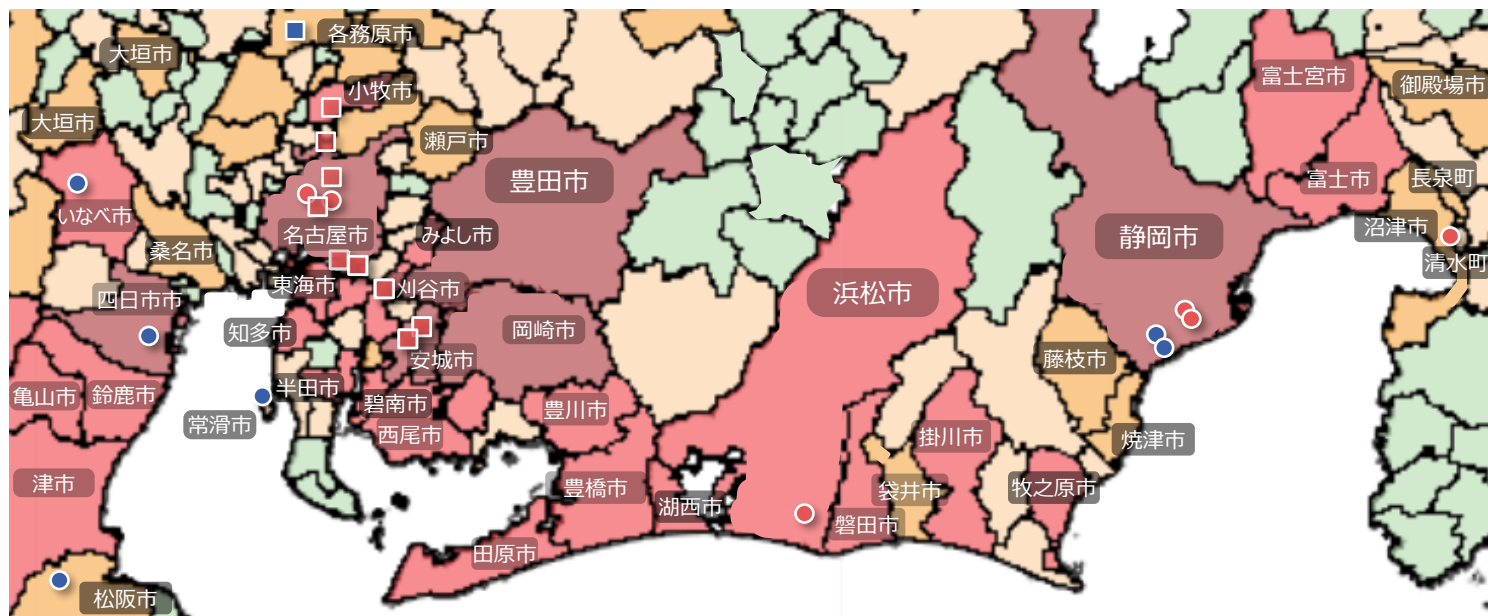 各務原市
大垣市
小牧市
富士宮市
御殿場市
大垣市
瀬戸市
豊田市
富士市
長泉町
いなべ市
名古屋市
みよし市
静岡市
沼津市
桑名市
清水町
東海市
刈谷市
浜松市
四日市市
知多市
岡崎市
安城市
藤枝市
半田市
亀山市
鈴鹿市
碧南市
豊川市
常滑市
西尾市
掛川市
焼津市
津市
豊橋市
湖西市
袋井市
牧之原市
磐田市
田原市
松阪市